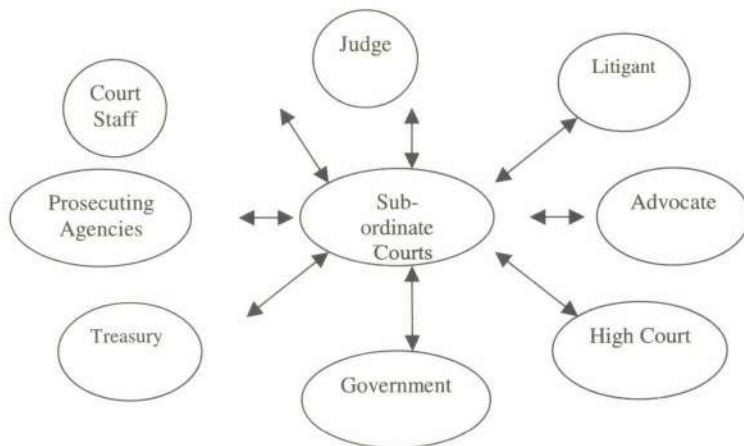 Judge
Litigant
Court
Staff
Prosecuting
Agencies
Sub-
ordinate
Courts
Advocate
Treasury
High Court
Government